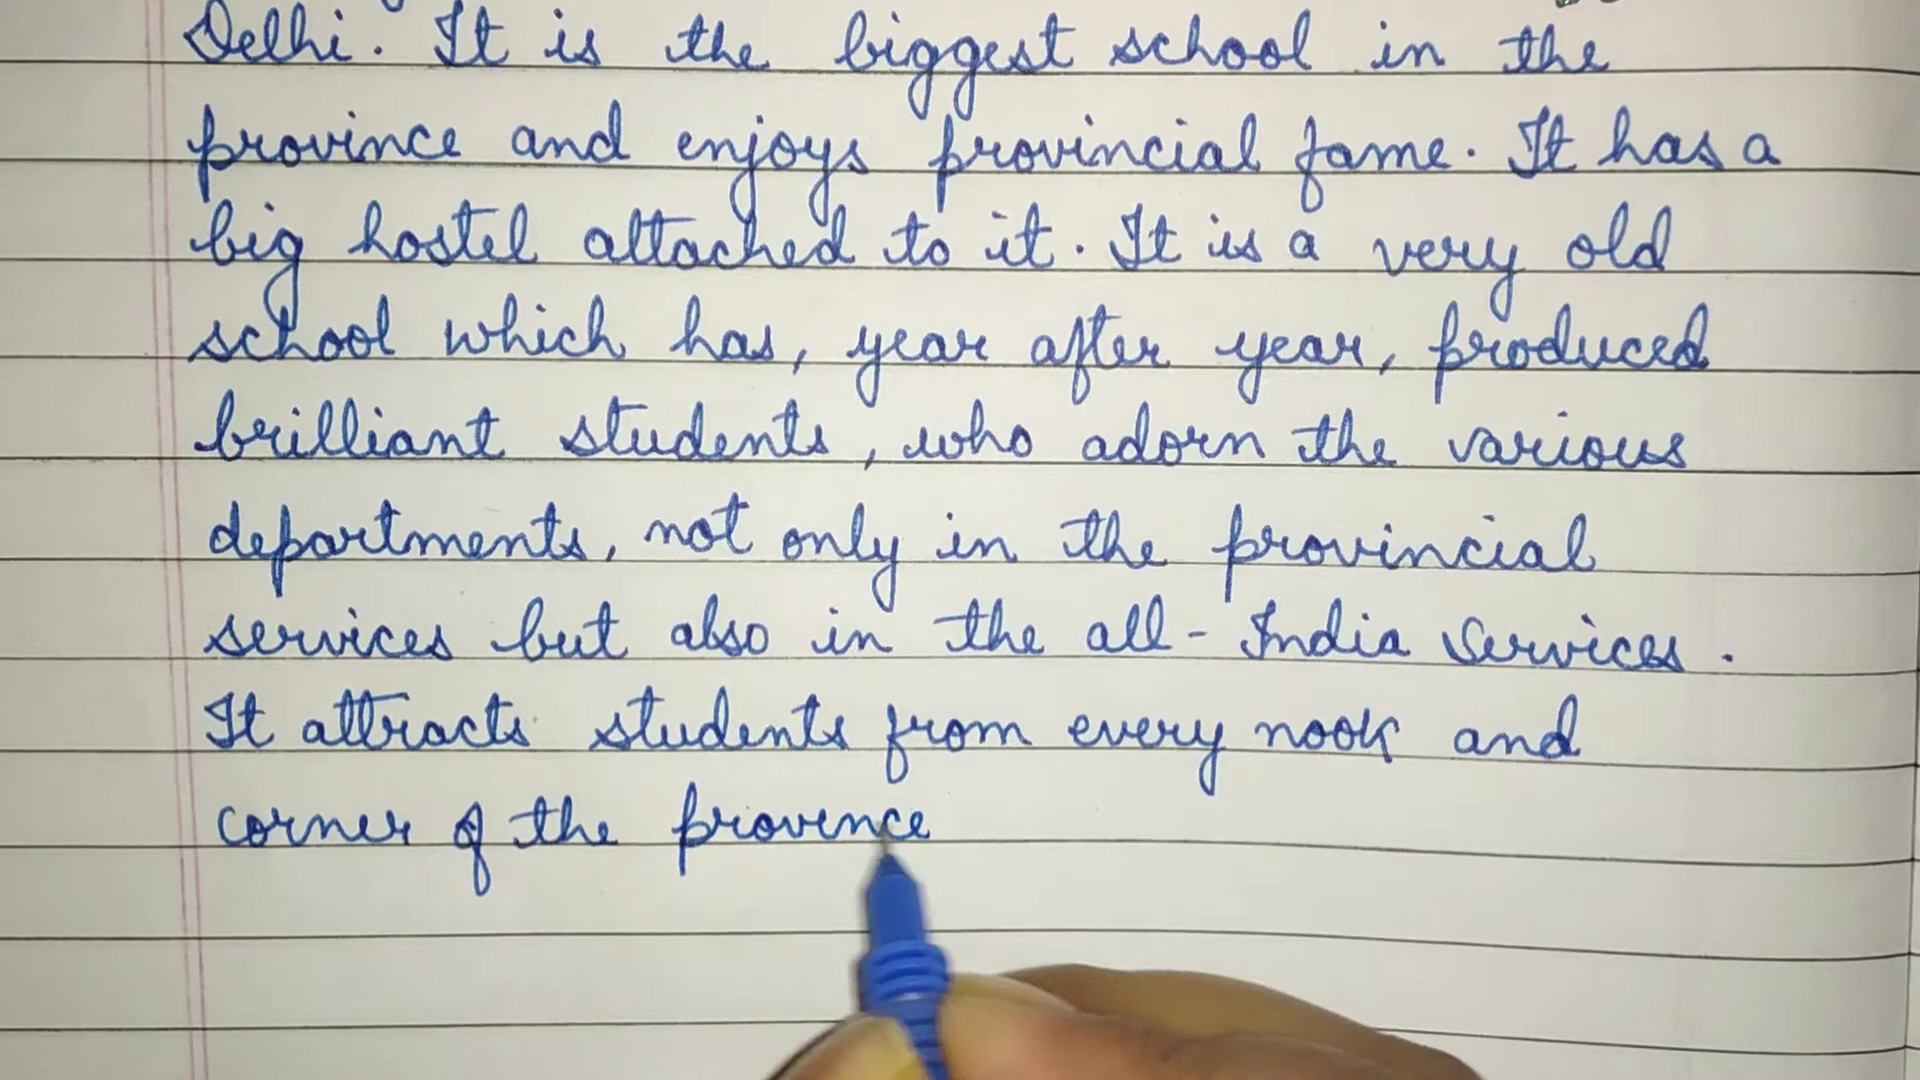 Delhi. It is the biggest school in the
province and enjoys provincial fame. It has a
big hostel attached to it. It is a very old
school which has, year after year, produced
brilliant students, who adorn the various
departments, not only in the provincial
services but also in the all-India Services.
It attracts students from every nook and
corner of the provence